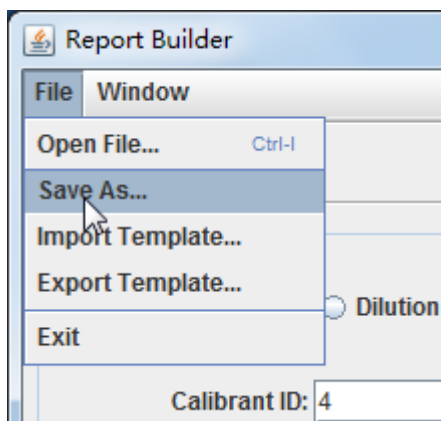 Report Builder
File Window
Open File... Ctrl-I
Save As...
Import Template...
Export Template...
Dilution
Exit
Calibrant ID: 4